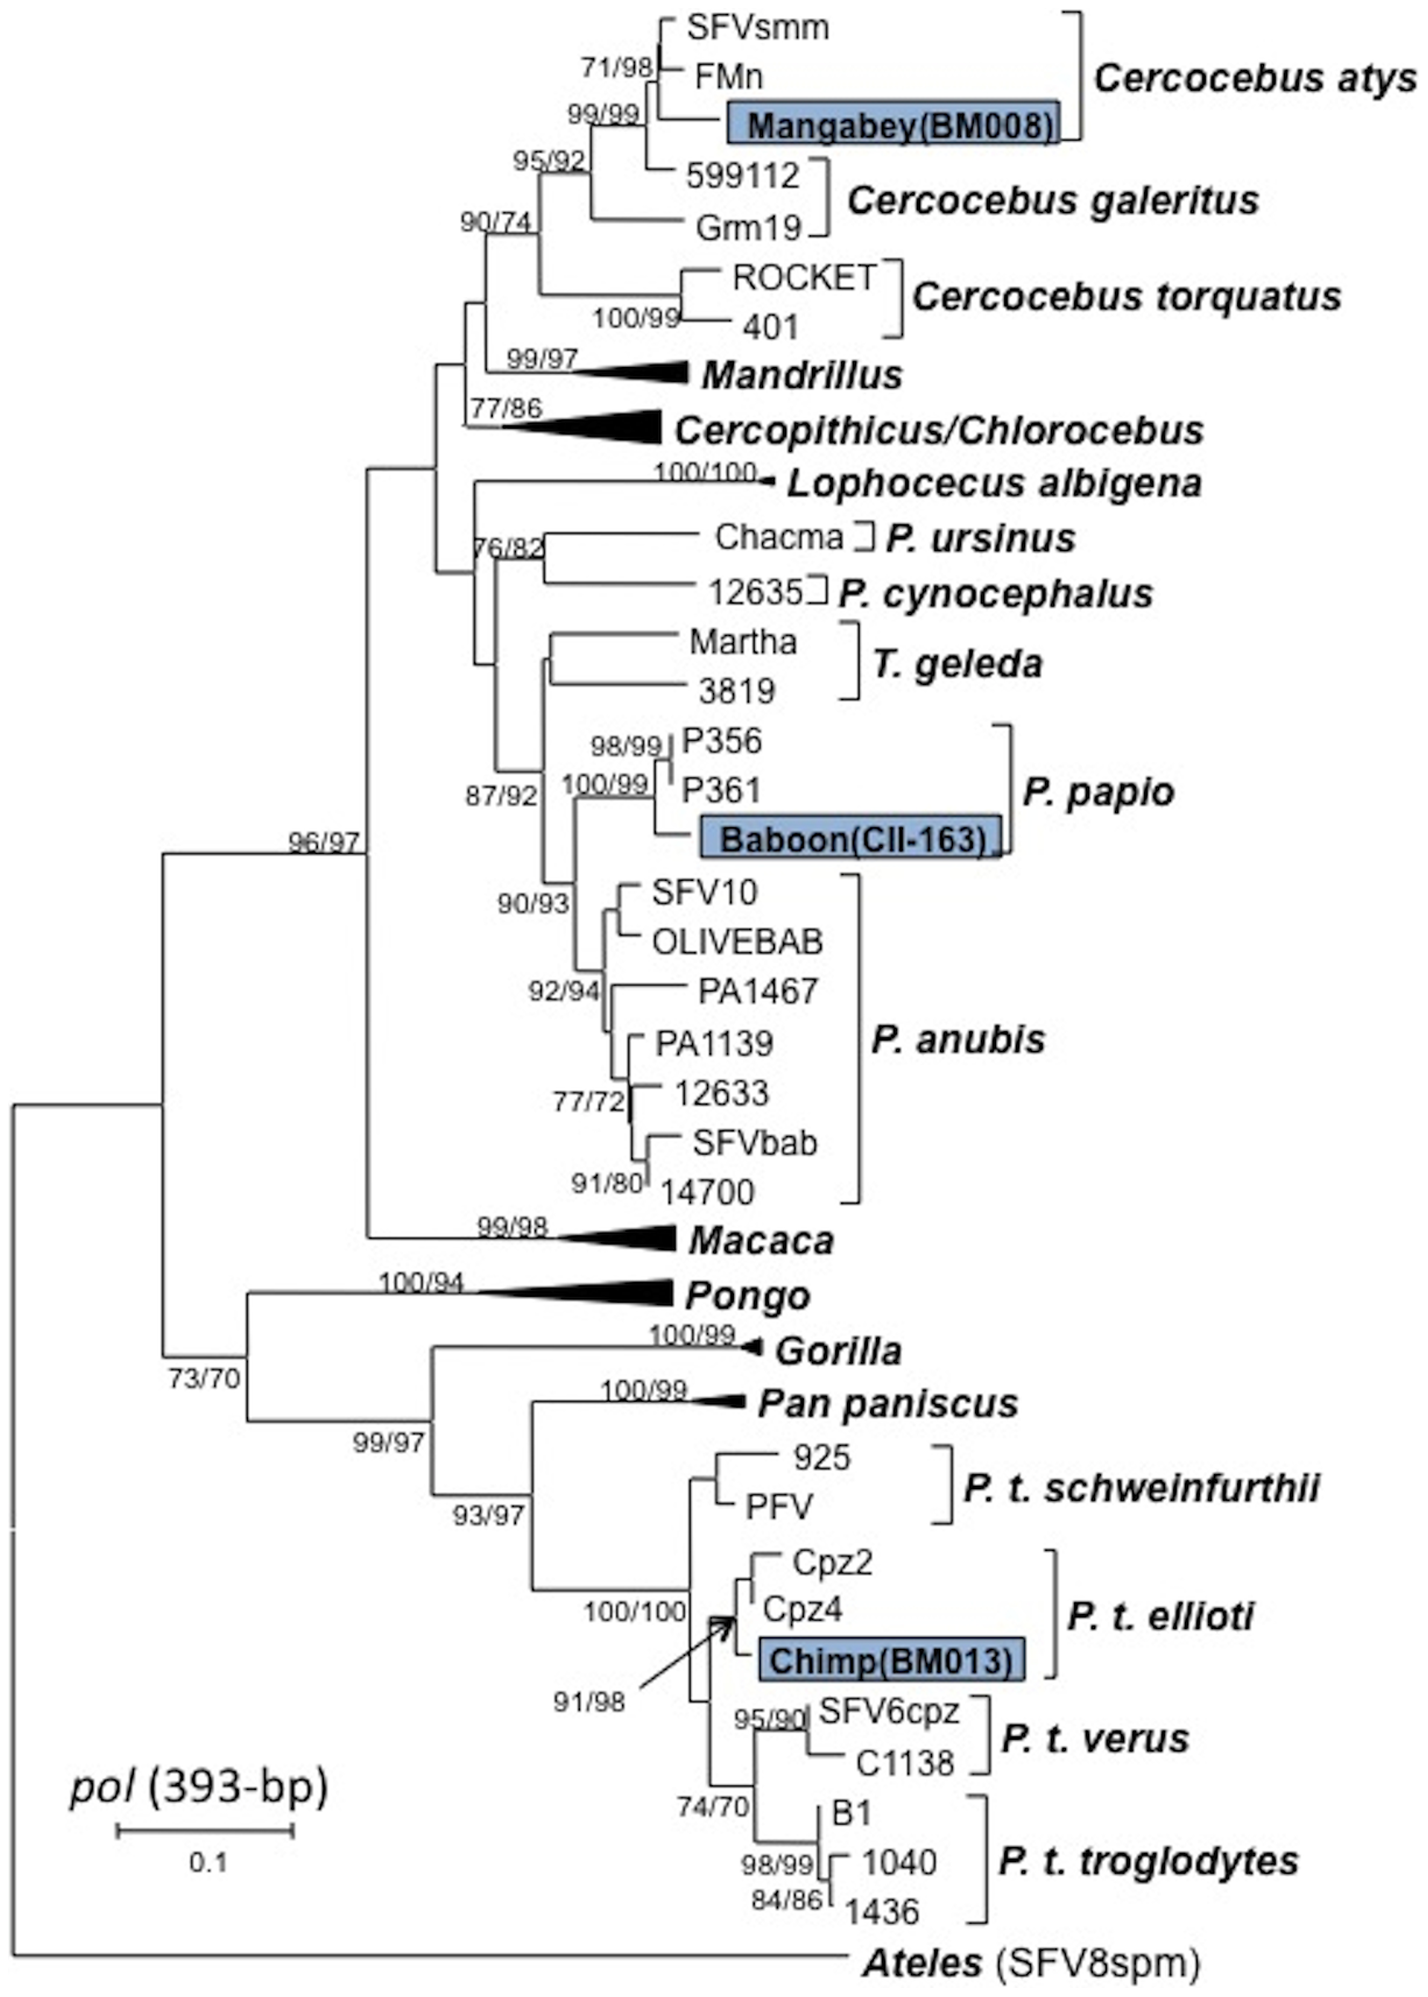 SFVsmm
71/98
FMn
Cercocebus atys
99/99
Mangabey(BM008)
95/92
599112
Cercocebus galeritus
90/74
Grm19
ROCKET
Cercocebus torquatus
100/99
401
99/97
Mandrillus
77/86
Cercopithicus/Chlorocebus
100/100
Lophocecus albigena
76/82
Chacma
P. ursinus
12635
P. cynocephalus
Martha
T. geleda
3819
98/99
P356
100/99
P361
P. papio
Baboon(CII-163)
87/92
90/93
SFV10
OLIVEBAB
92/94
PA1467
PA1139
P. anubis
77/72
12633
SFVbab
91/80
14700
96/97
99/98
Macaca
100/94
Pongo
100/99
Gorilla
73/70
100/99
Pan paniscus
99/97
925
P. t. schweinfurthii
93/97
PFV
Cpz2
100/100
Cpz4
P. t. ellioti
Chimp(BM013)
91/98
95/90
SFV6cpz
P. t. verus
C1138
74/70
B1
98/99
1040
P. t. troglodytes
84/86
1436
pol (393-bp)
0.1
Ateles (SFV8spm)